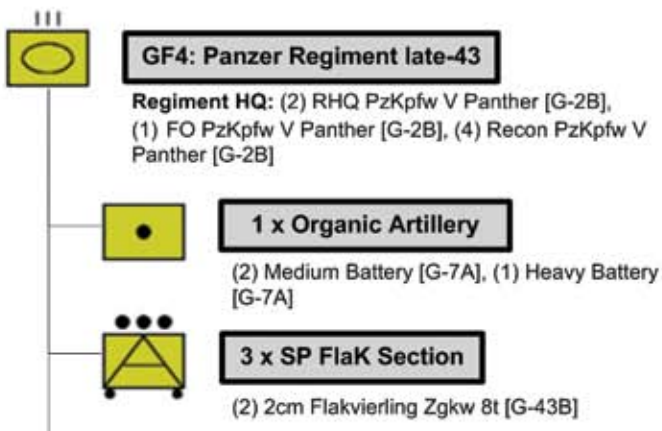 GF4: Panzer Regiment late-43
Regiment HQ: (2) RHQ PzKpfw V Panther [G-2B],
(1) FO PzKpfw V Panther [G-2B], (4) Recon PzKpfw V
Panther [G-2B]
1 x Organic Artillery
(2) Medium Battery [G-7A], (1) Heavy Battery
[G-7A]
3 x SP FlaK Section
(2) 2cm Flakvierling Zgkw 8t [G-43B]